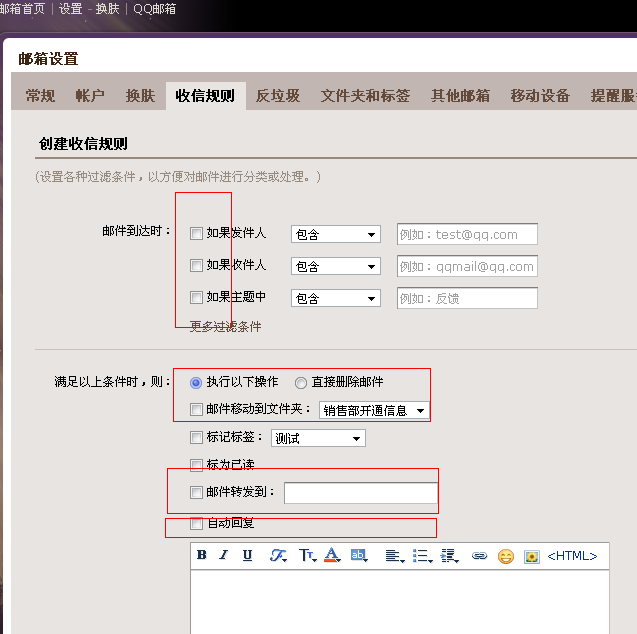 邮箱首页 | 设置 - 换肤 | QQ邮箱
邮箱设置
常规 帐户 换肤 收信规则 反垃圾 文件夹和标签 其他邮箱 移动设备 提醒服
创建收信规则
(设置各种过滤条件，以方便对邮件进行分类或处理。)
邮件到达时： 如果发件人 包含 例如：test@qq.com
如果收件人 包含 例如：qqmail@qq.com
如果主题中 包含 例如：反馈
更多过滤条件
满足以上条件时，则： 执行以下操作 直接删除邮件
邮件移动到文件夹： 销售部开通信息
标记标签： 测试
标为已读
邮件转发到：
自动回复
B I U F TT A ab <HTML>